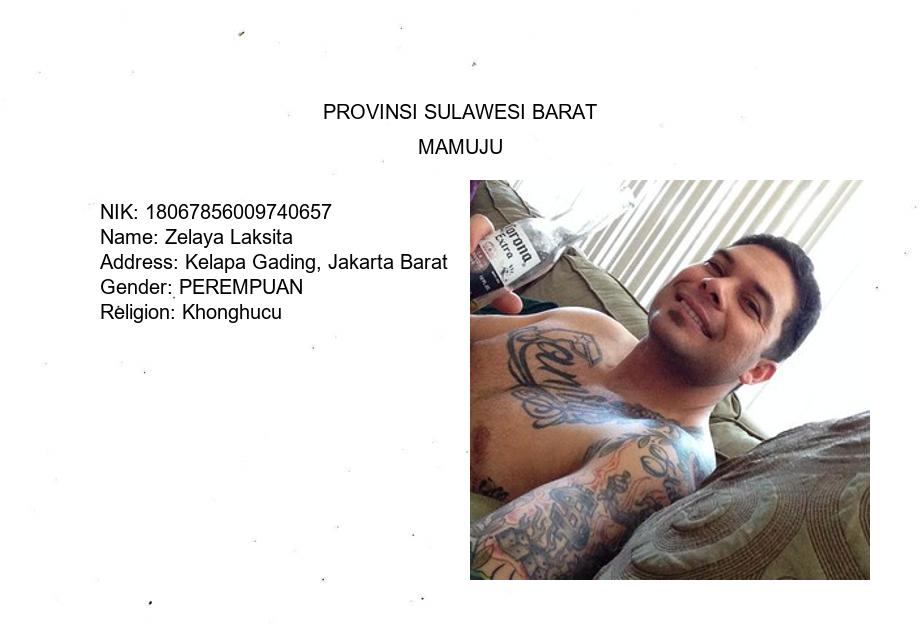 PROVINSI SULAWESI BARAT
MAMUJU
NIK: 18067856009740657
Name: Zelaya Laksita
Address: Kelapa Gading, Jakarta Barat
Gender: PEREMPUAN
Religion: Khonghucu
Corona
Extra